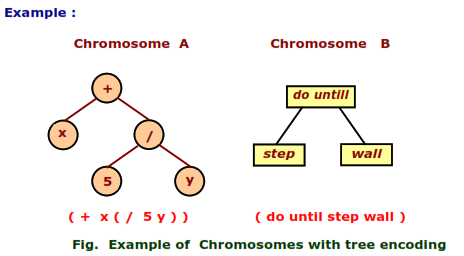 Example :
Chromosome A
Chromosome B
+
do untill
x
/
step
wall
5
y
( + x ( / 5 y ) )
( do until step wall )
Fig. Example of Chromosomes with tree encoding